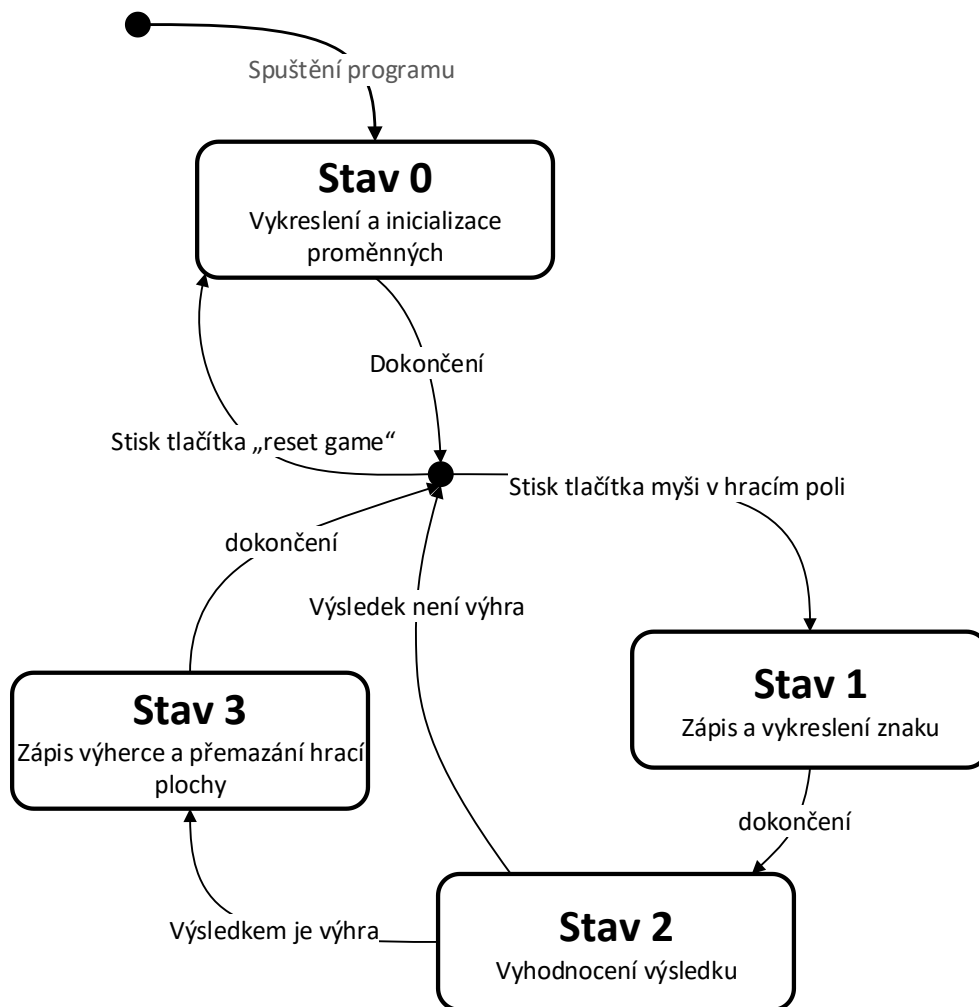 Spuštění programu
Stav 0
Vykreslení a inicializace
proměnných
Dokončení
Stisk tlačítka „reset game“
Stisk tlačítka myši v hracím poli
dokončení
Výsledek není výhra
Stav 1
Zápis a vykreslení znaku
Stav 3
Zápis výherce a přemazání hrací
plochy
dokončení
Stav 2
Vyhodnocení výsledku
Výsledkem je výhra